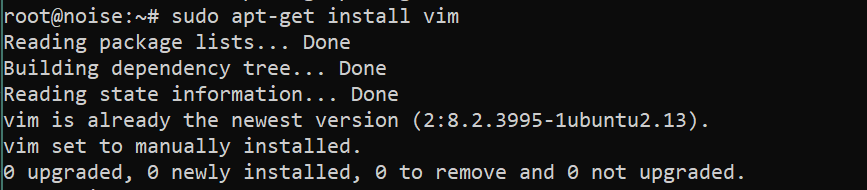 root@noise:~# sudo apt-get install vim
Reading package lists... Done
Building dependency tree... Done
Reading state information... Done
vim is already the newest version (2:8.2.3995-1ubuntu2.13).
vim set to manually installed.
0 upgraded, 0 newly installed, 0 to remove and 0 not upgraded.